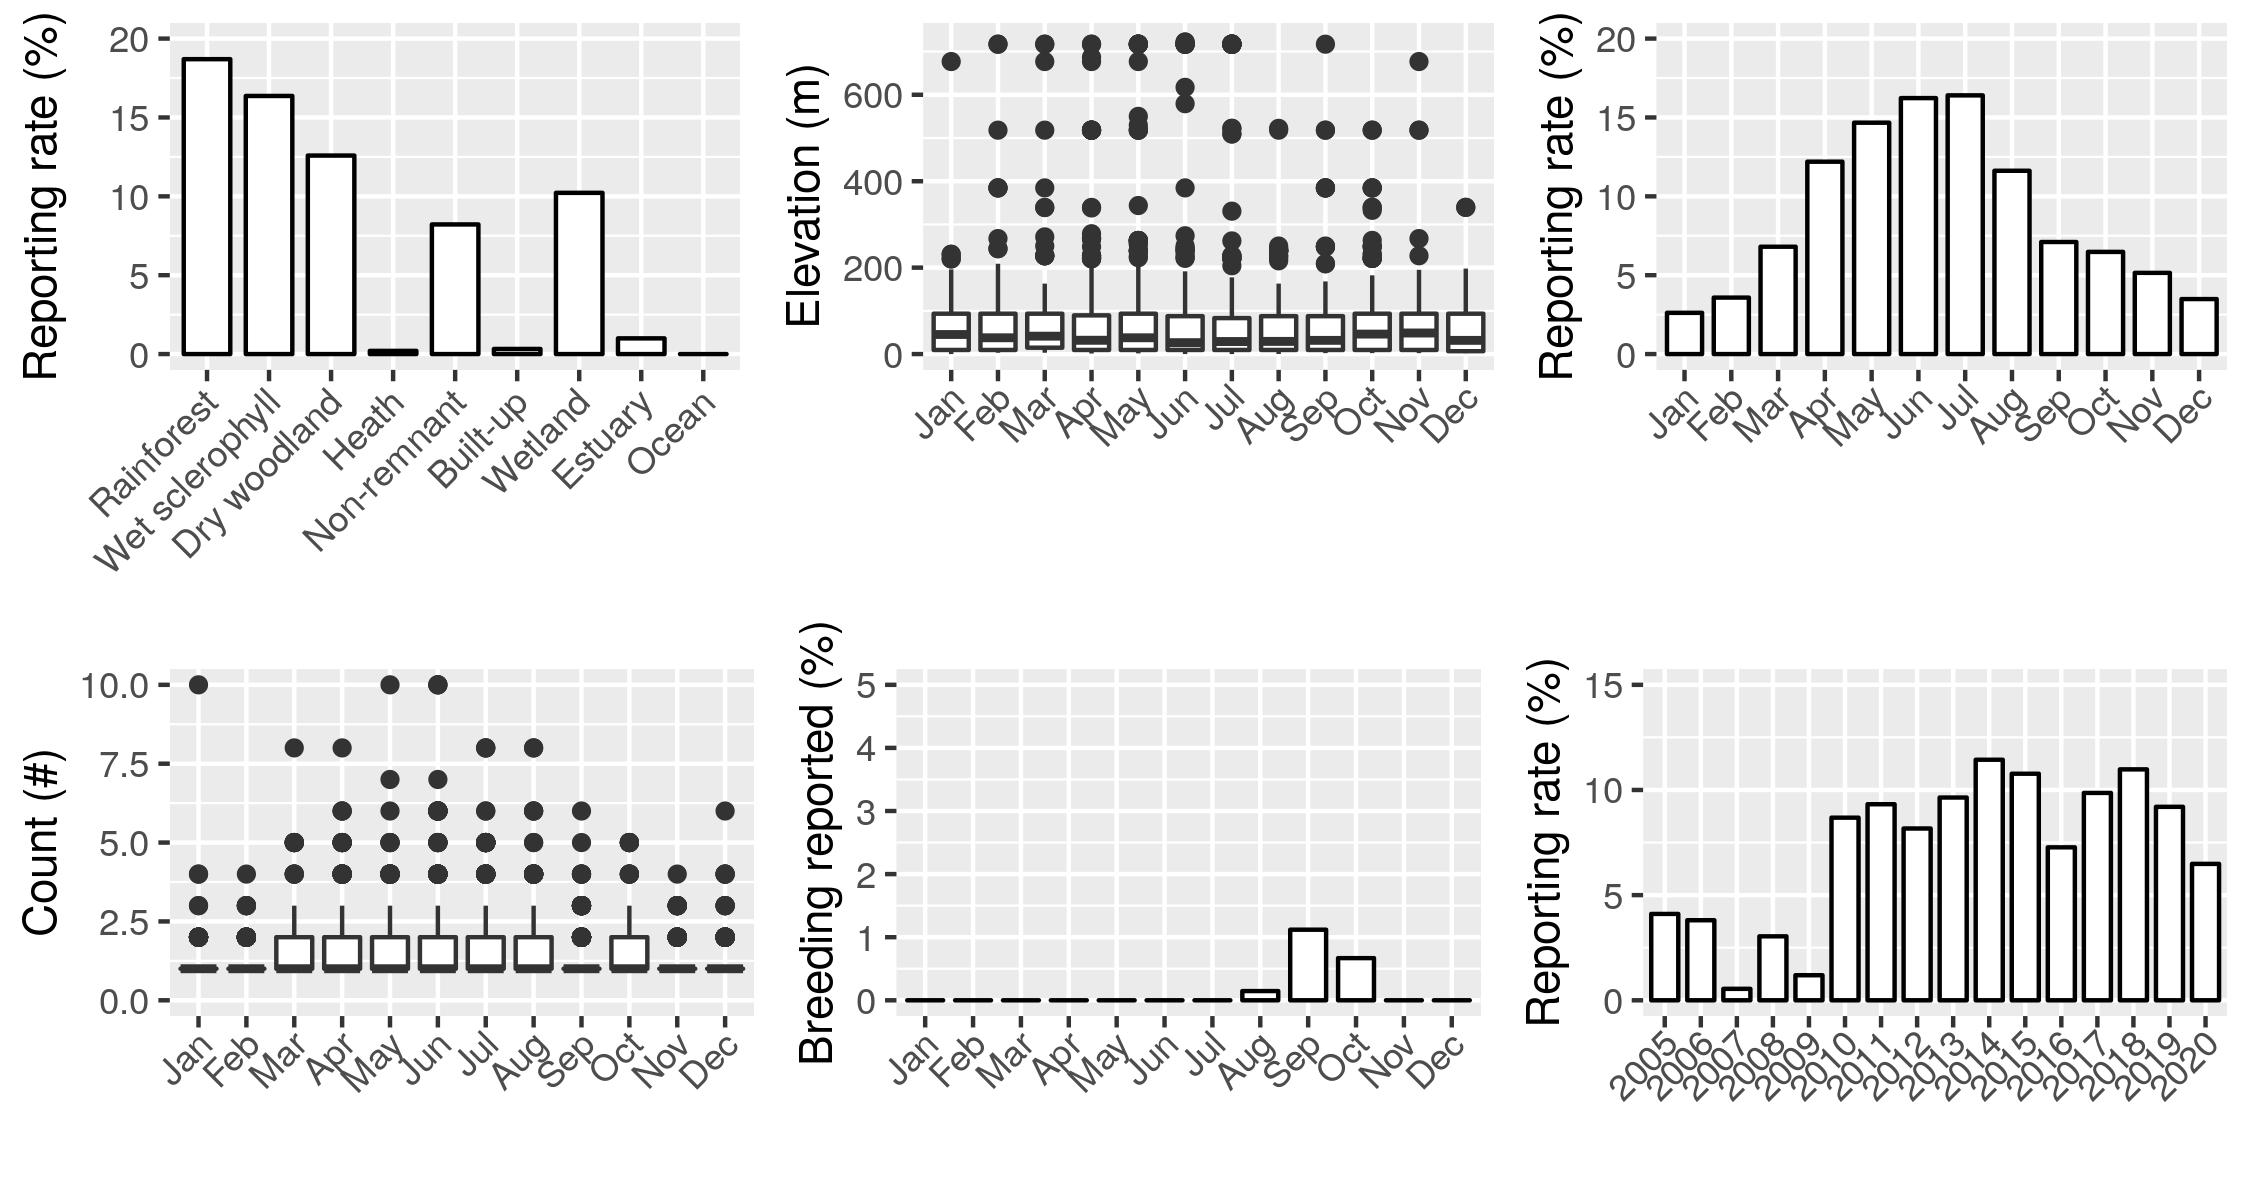 Reporting rate (%)
20
15
10
5
0
Rainforest
Wet sclerophyll
Dry woodland
Heath
Non-remnant
Built-up
Wetland
Estuary
Ocean
Elevation (m)
600
400
200
0
Jan
Feb
Mar
Apr
May
Jun
Jul
Aug
Sep
Oct
Nov
Dec
Reporting rate (%)
20
15
10
5
0
Jan
Feb
Mar
Apr
May
Jun
Jul
Aug
Sep
Oct
Nov
Dec
Count (#)
10.0
7.5
5.0
2.5
0.0
Jan
Feb
Mar
Apr
May
Jun
Jul
Aug
Sep
Oct
Nov
Dec
Breeding reported (%)
5
4
3
2
1
0
Jan
Feb
Mar
Apr
May
Jun
Jul
Aug
Sep
Oct
Nov
Dec
Reporting rate (%)
15
10
5
0
2005
2006
2007
2008
2009
2010
2011
2012
2013
2014
2015
2016
2017
2018
2019
2020